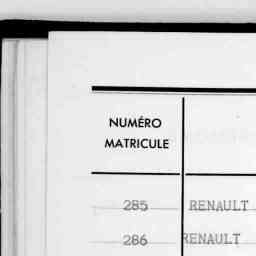 NUMÉRO
MATRICULE
285 RENAULT
286 RENAULT